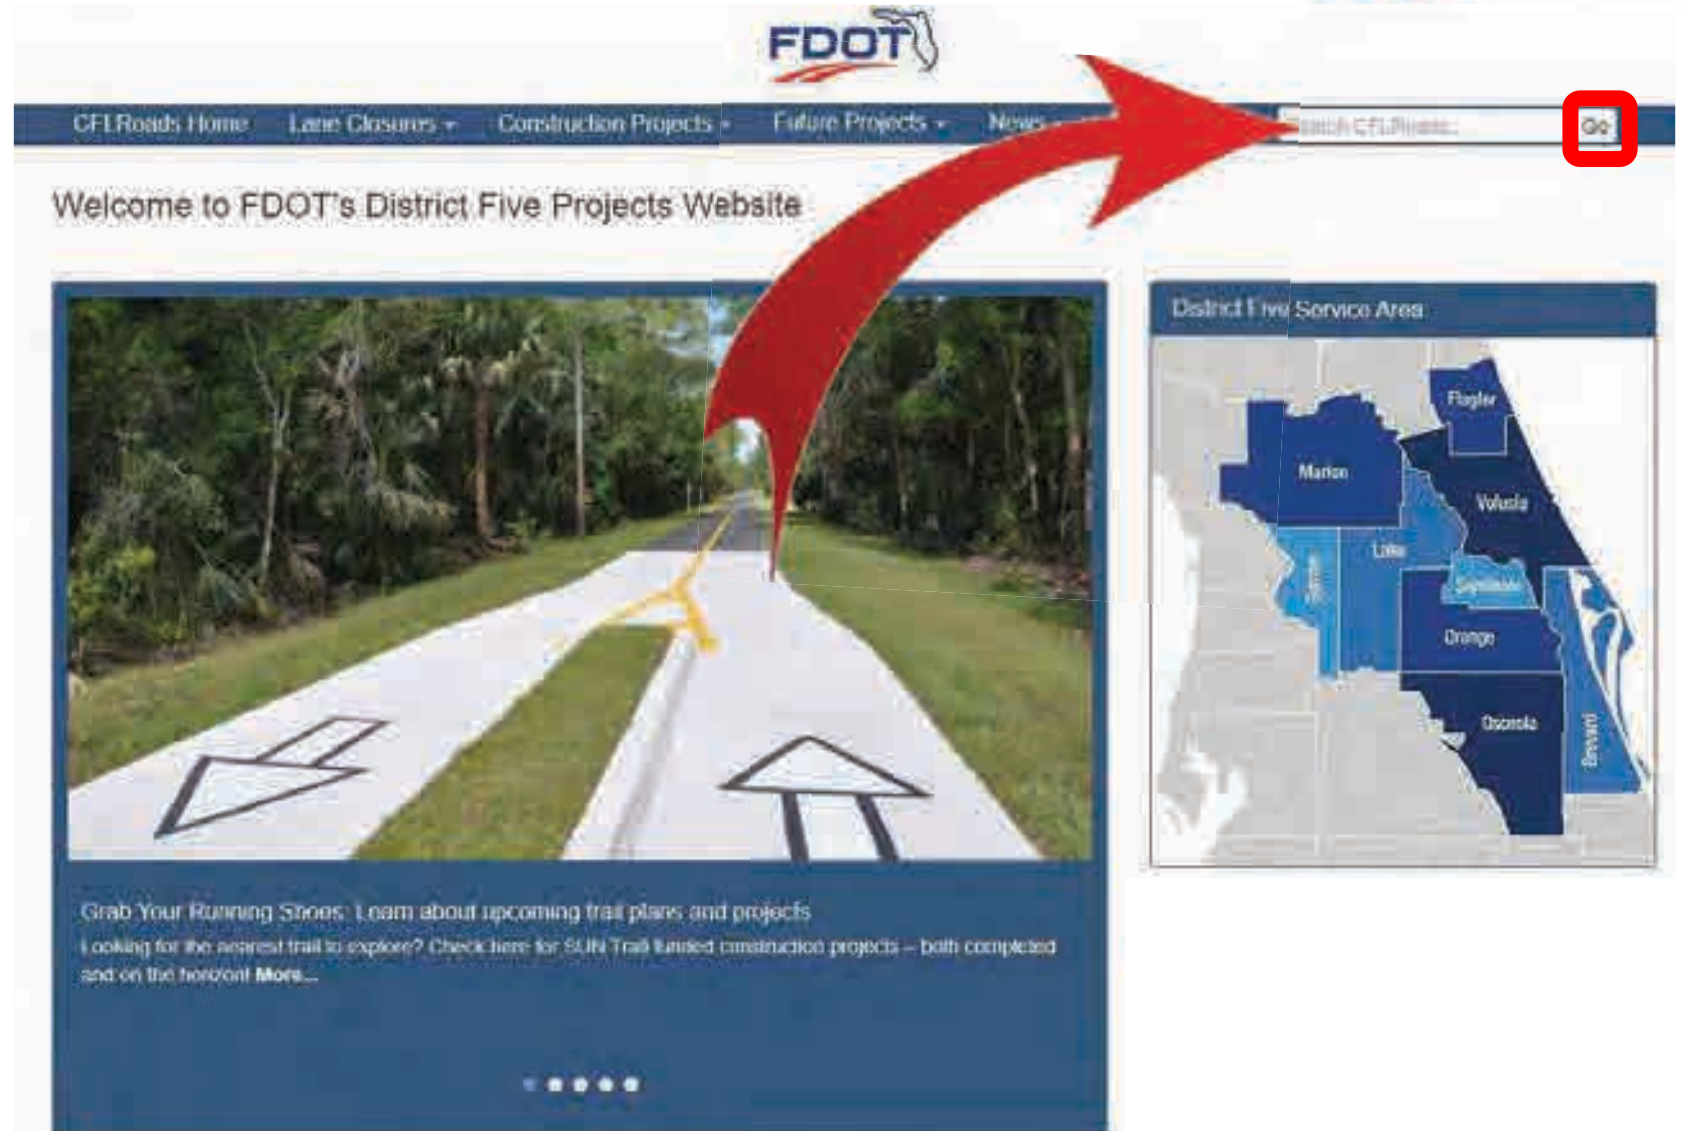 FDOT
CFLRoads Home Lane Closures Construction Projects Future Projects News Search CFLRoads... Go
Welcome to FDOT's District Five Projects Website
District Five Service Area
Flagler
Marion
Volusia
Lake
Sumter
Seminole
Orange
Osceola
Brevard
Grab Your Running Shoes: Learn about upcoming trail plans and projects
Looking for the nearest trail to explore? Check here for SUN Trail funded construction projects – both completed
and on the horizon! More...